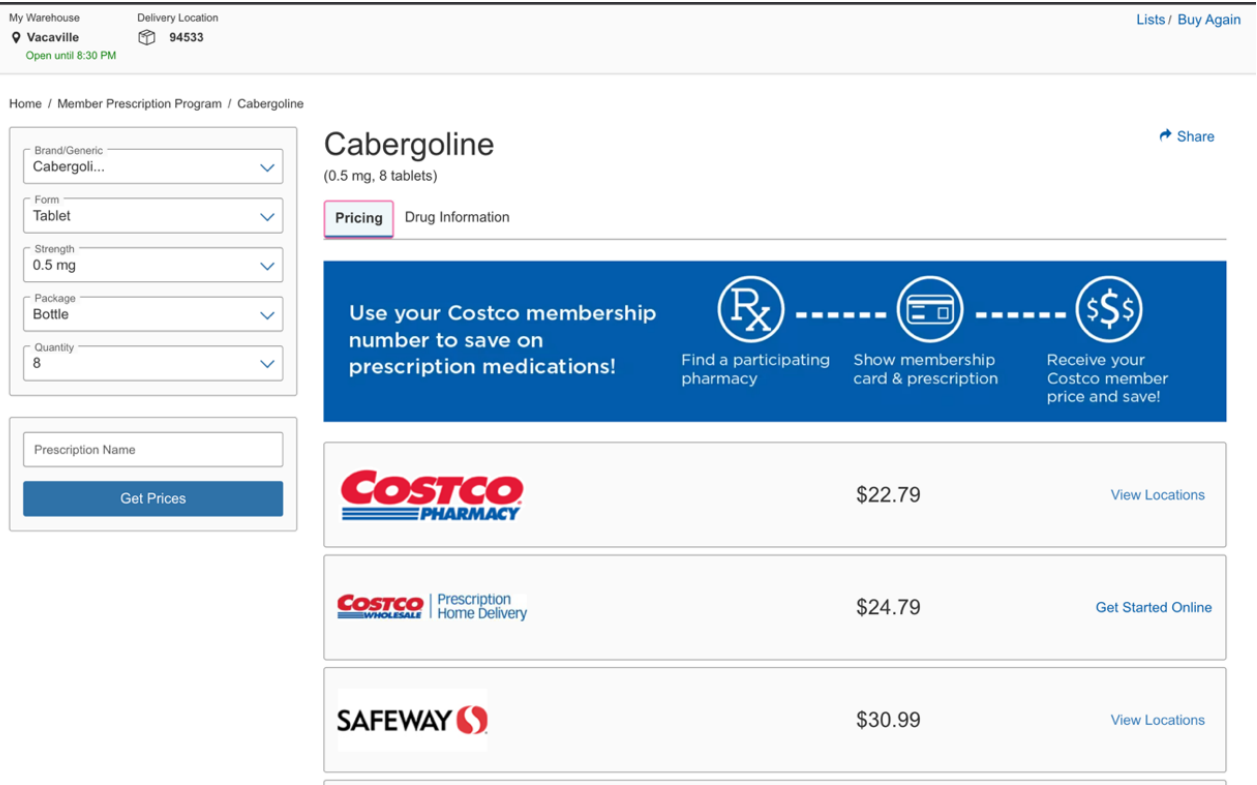 My Warehouse
Delivery Location
Lists / Buy Again
Vacaville
94533
Open until 8:30 PM
Home / Member Prescription Program / Cabergoline
Brand/Generic
Cabergoli...
Form
Tablet
Strength
0.5 mg
Package
Bottle
Quantity
8
Prescription Name
Get Prices
Cabergoline
Share
(0.5 mg, 8 tablets)
Pricing
Drug Information
Use your Costco membership
number to save on
prescription medications!
Rx
Find a participating
pharmacy
Show membership
card & prescription
$$$
Receive your
Costco member
price and save!
COSTCO
PHARMACY
$22.79
View Locations
COSTCO
WHOLESALE
Prescription
Home Delivery
$24.79
Get Started Online
SAFEWAY
$30.99
View Locations